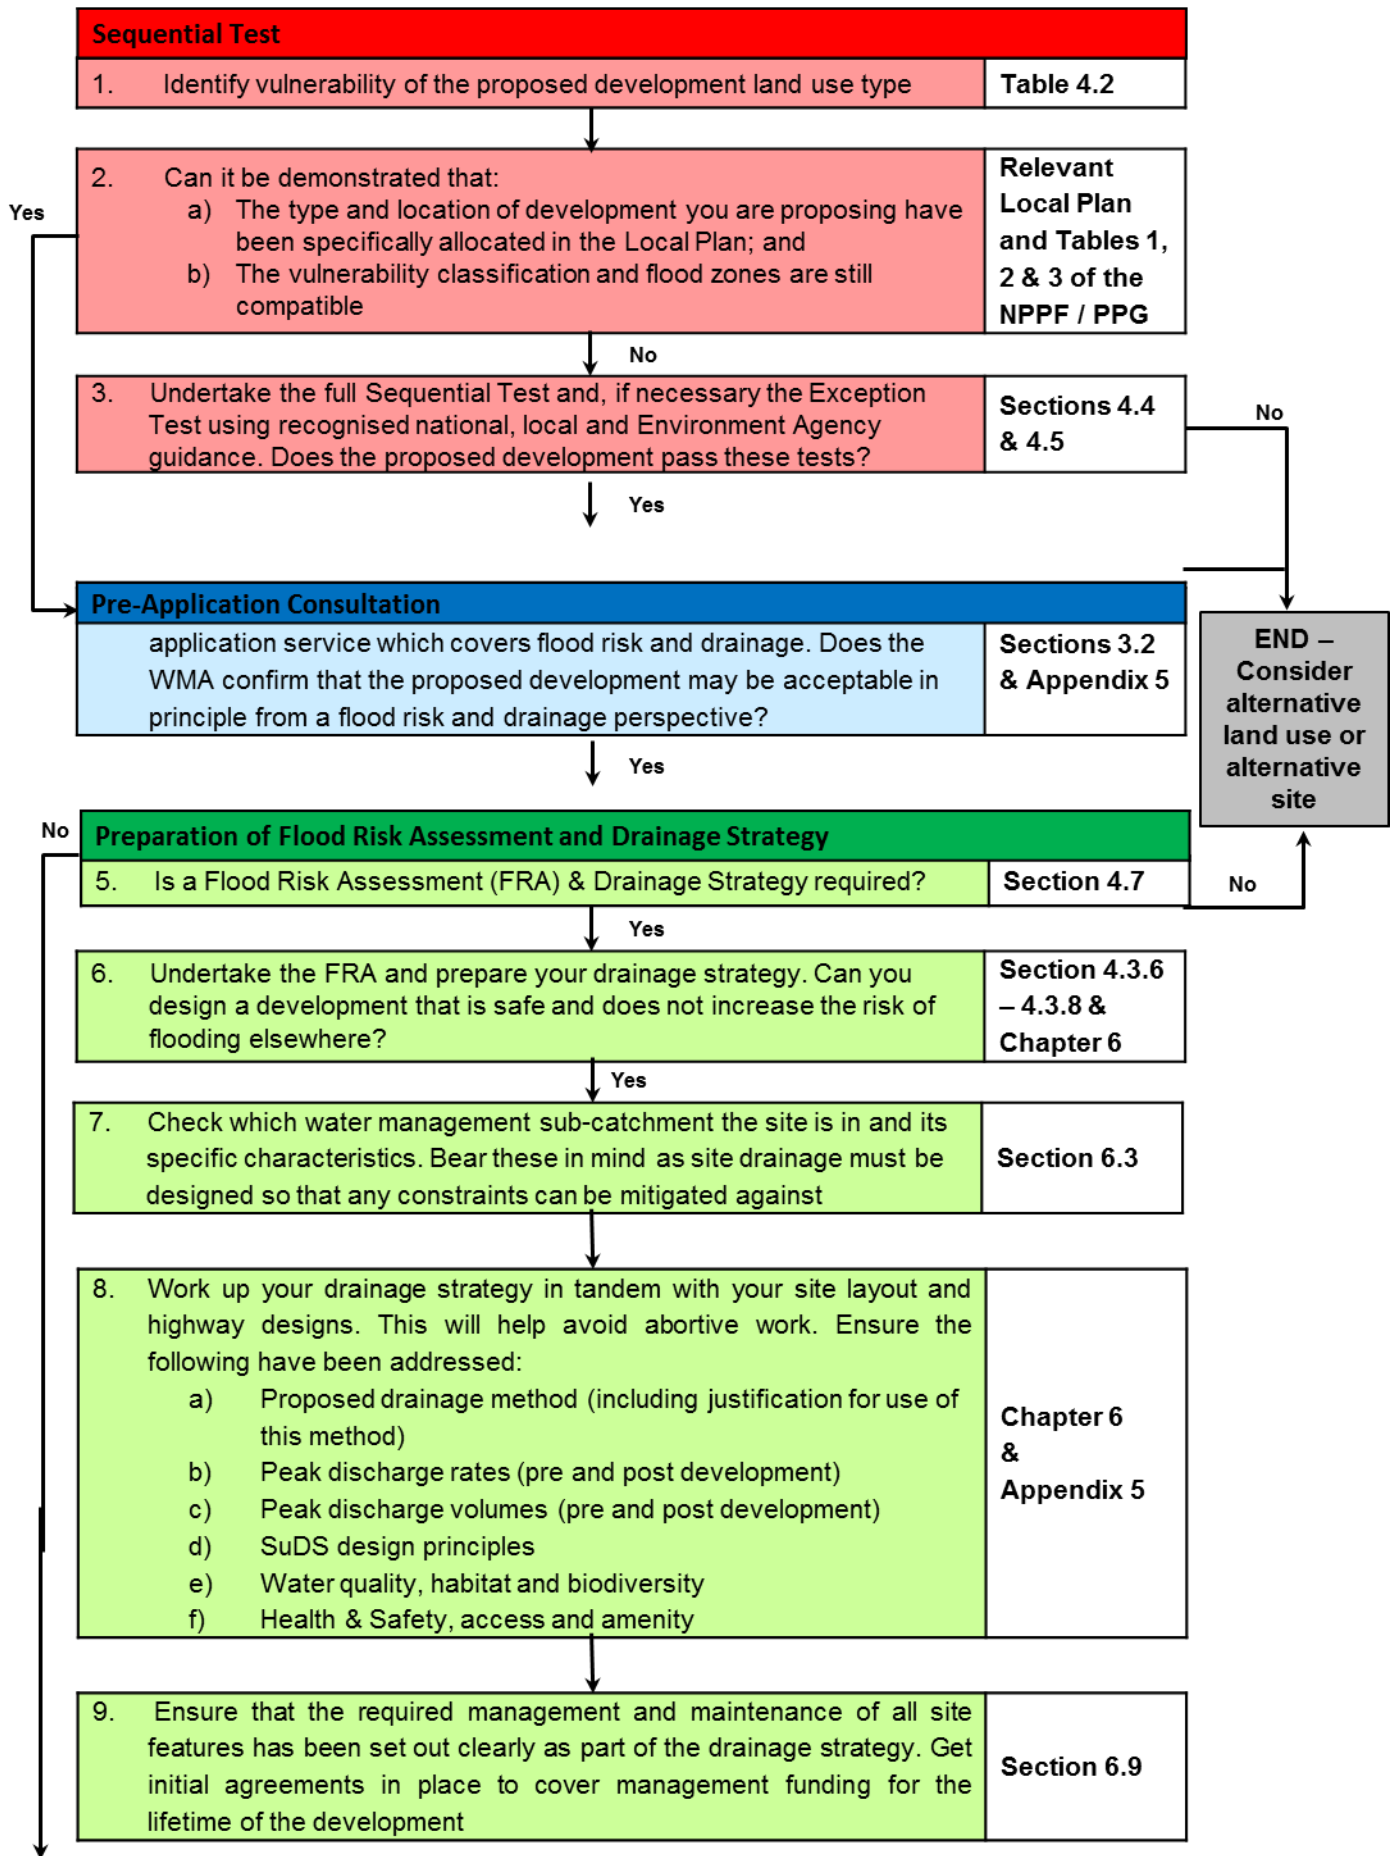 Sequential Test
1. Identify vulnerability of the proposed development land use type
Table 4.2
Yes
2. Can it be demonstrated that:
a) The type and location of development you are proposing have
been specifically allocated in the Local Plan; and
b) The vulnerability classification and flood zones are still
compatible
Relevant
Local Plan
and Tables 1,
2 & 3 of the
NPPF / PPG
No
3. Undertake the full Sequential Test and, if necessary the Exception
Test using recognised national, local and Environment Agency
guidance. Does the proposed development pass these tests?
Sections 4.4
& 4.5
No
Yes
Pre-Application Consultation
application service which covers flood risk and drainage. Does the
WMA confirm that the proposed development may be acceptable in
principle from a flood risk and drainage perspective?
Sections 3.2
& Appendix 5
END –
Consider
alternative
land use or
alternative
site
Yes
No
Preparation of Flood Risk Assessment and Drainage Strategy
5. Is a Flood Risk Assessment (FRA) & Drainage Strategy required?
Section 4.7
No
Yes
6. Undertake the FRA and prepare your drainage strategy. Can you
design a development that is safe and does not increase the risk of
flooding elsewhere?
Section 4.3.6
– 4.3.8 &
Chapter 6
Yes
7. Check which water management sub-catchment the site is in and its
specific characteristics. Bear these in mind as site drainage must be
designed so that any constraints can be mitigated against
Section 6.3
8. Work up your drainage strategy in tandem with your site layout and
highway designs. This will help avoid abortive work. Ensure the
following have been addressed:
a) Proposed drainage method (including justification for use of
this method)
b) Peak discharge rates (pre and post development)
c) Peak discharge volumes (pre and post development)
d) SuDS design principles
e) Water quality, habitat and biodiversity
f) Health & Safety, access and amenity
Chapter 6
&
Appendix 5
9. Ensure that the required management and maintenance of all site
features has been set out clearly as part of the drainage strategy. Get
initial agreements in place to cover management funding for the
lifetime of the development
Section 6.9